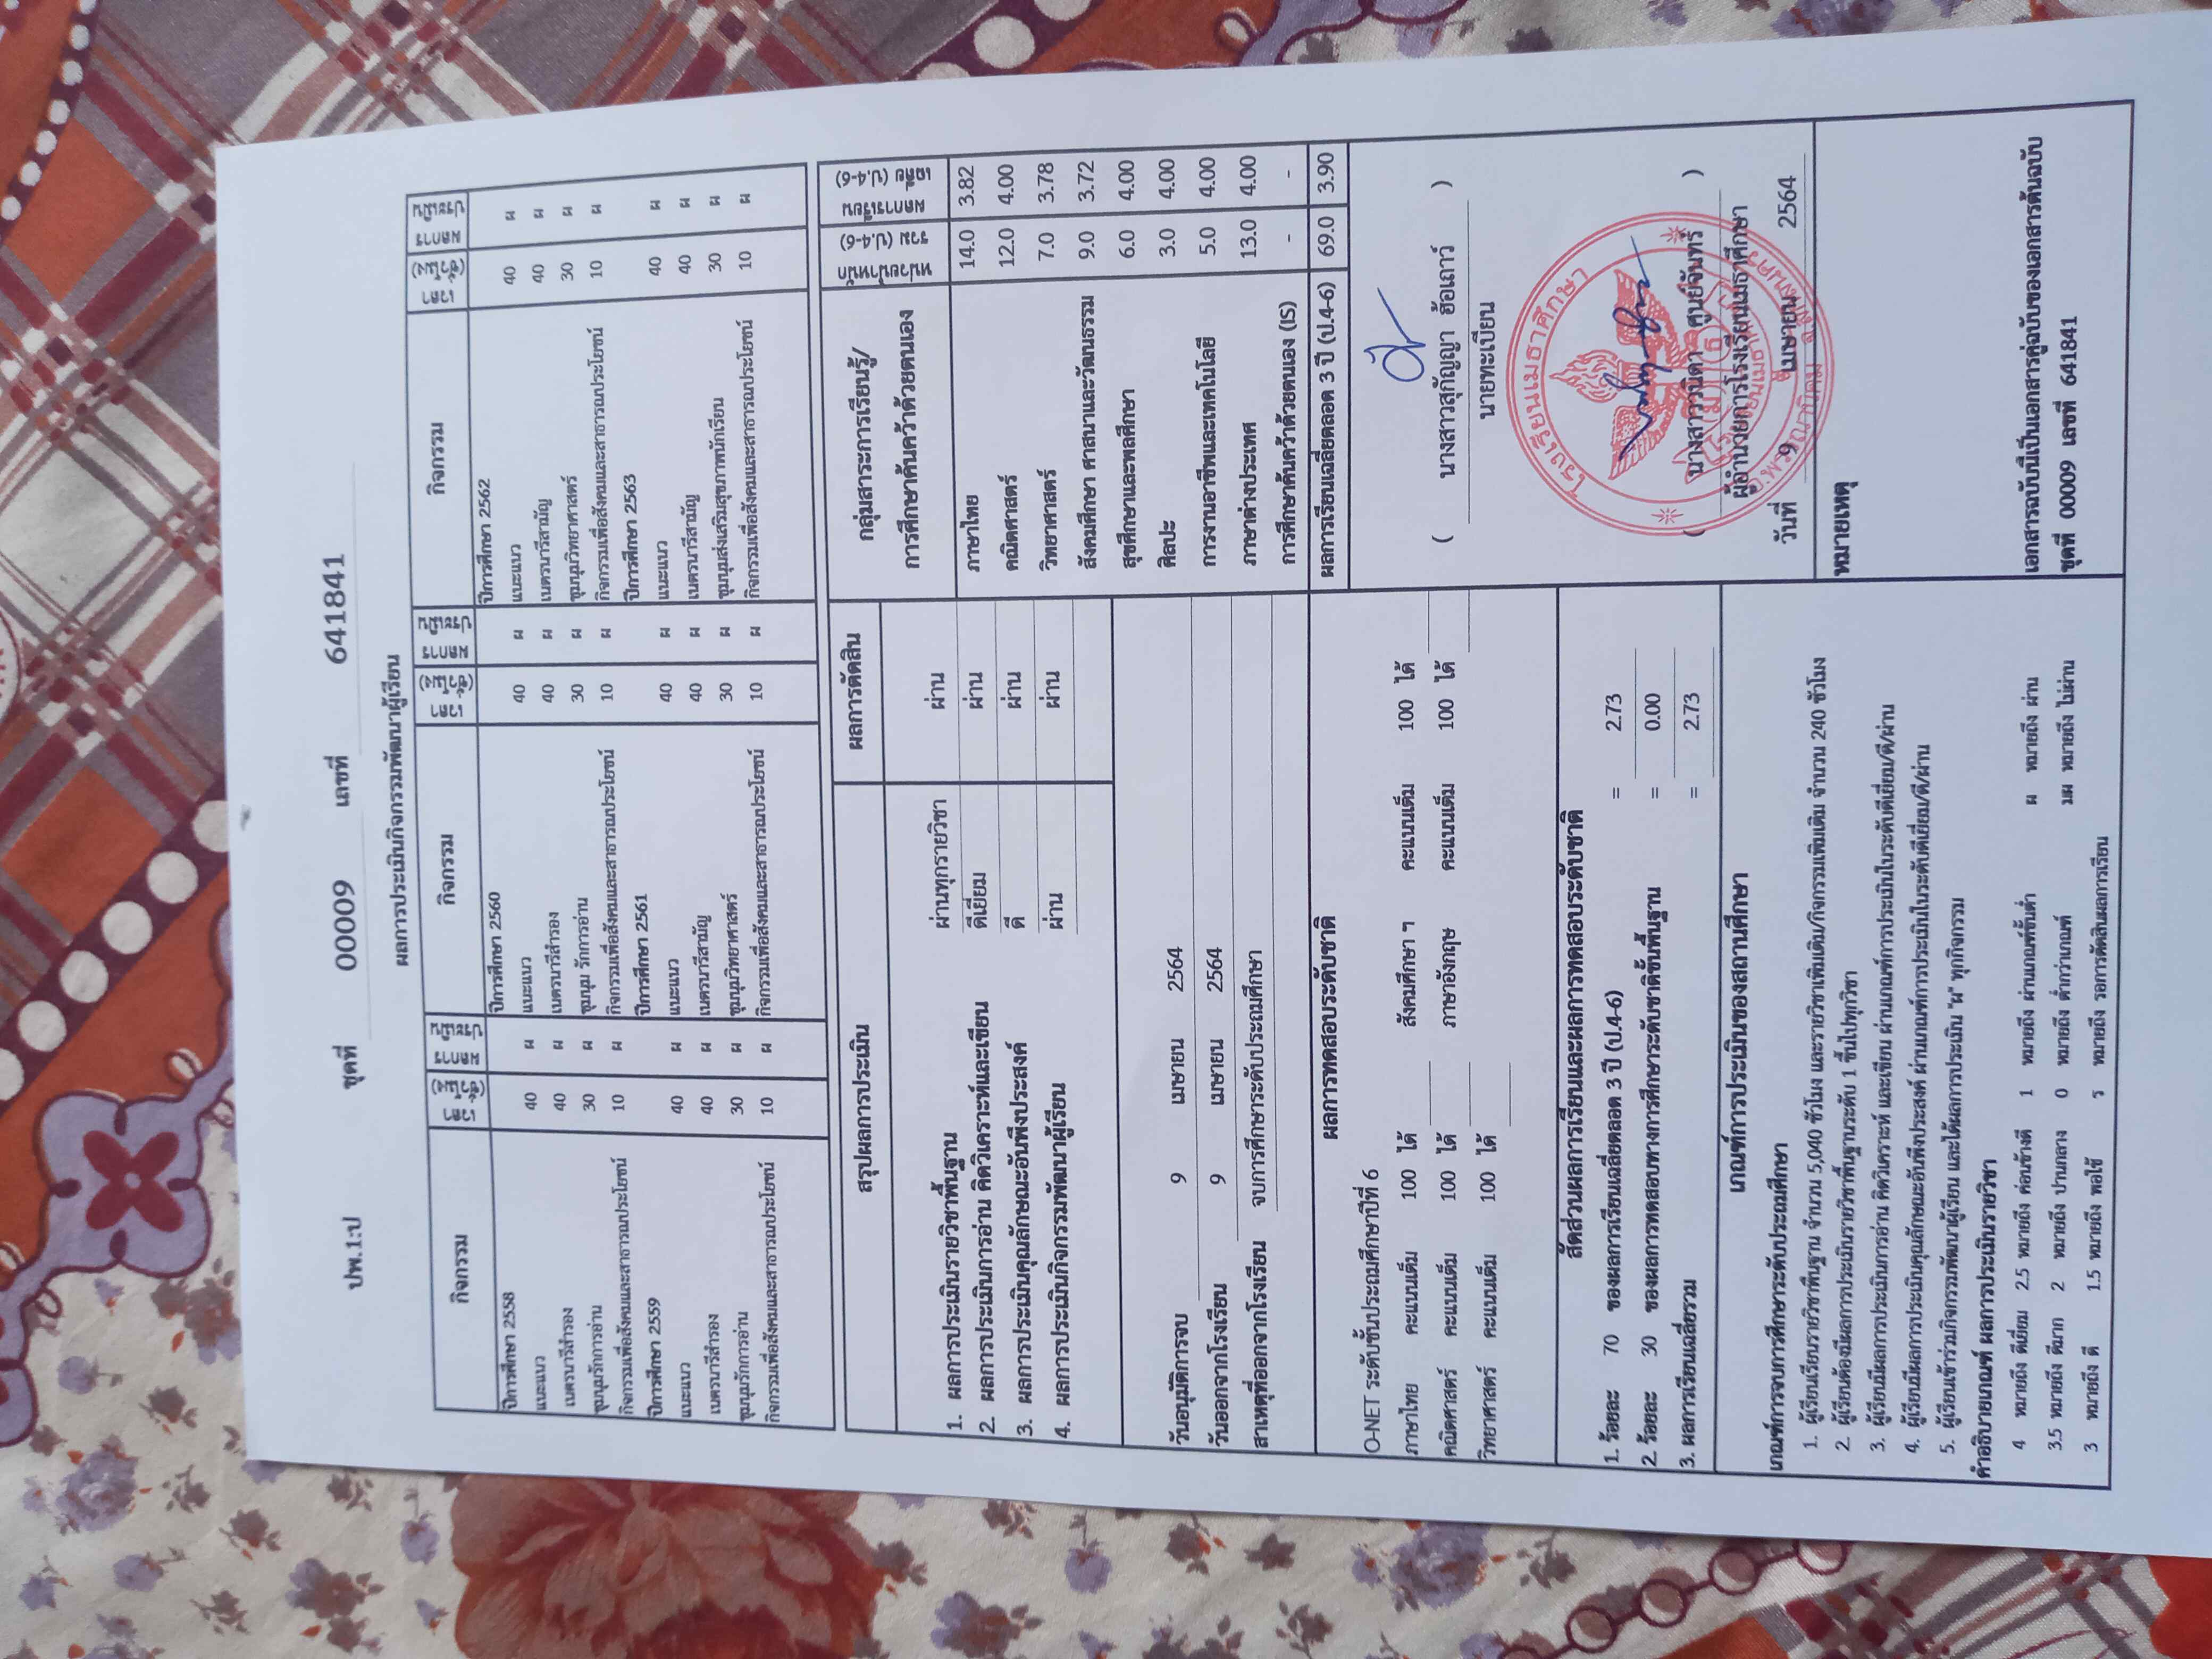 ปพ.1:ป ชุดที่ 00009 เลขที่ 641841
ผลการประเมินกิจกรรมพัฒนาผู้เรียน
กิจกรรม เวลา (ชั่วโมง) ผลการประเมิน กิจกรรม เวลา (ชั่วโมง) ผลการประเมิน กิจกรรม เวลา (ชั่วโมง) ผลการประเมิน
ปีการศึกษา 2558
แนะแนว 40 ผ
เนตรนารีสำรอง 40 ผ
ชุมนุมรักการอ่าน 30 ผ
กิจกรรมเพื่อสังคมและสาธารณประโยชน์ 10 ผ
ปีการศึกษา 2559
แนะแนว 40 ผ
เนตรนารีสำรอง 40 ผ
ชุมนุมรักการอ่าน 30 ผ
กิจกรรมเพื่อสังคมและสาธารณประโยชน์ 10 ผ
ปีการศึกษา 2560
แนะแนว 40 ผ
เนตรนารีสำรอง 40 ผ
ชุมนุม รักการอ่าน 30 ผ
กิจกรรมเพื่อสังคมและสาธารณประโยชน์ 10 ผ
ปีการศึกษา 2561
แนะแนว 40 ผ
เนตรนารีสามัญ 40 ผ
ชุมนุมวิทยาศาสตร์ 30 ผ
กิจกรรมเพื่อสังคมและสาธารณประโยชน์ 10 ผ
ปีการศึกษา 2562
แนะแนว 40 ผ
เนตรนารีสามัญ 40 ผ
ชุมนุมวิทยาศาสตร์ 30 ผ
กิจกรรมเพื่อสังคมและสาธารณประโยชน์ 10 ผ
ปีการศึกษา 2563
แนะแนว 40 ผ
เนตรนารีสามัญ 40 ผ
ชุมนุมส่งเสริมสุขภาพนักเรียน 30 ผ
กิจกรรมเพื่อสังคมและสาธารณประโยชน์ 10 ผ
สรุปผลการประเมิน ผลการตัดสิน
1. ผลการประเมินรายวิชาพื้นฐาน ผ่านทุกรายวิชา ผ่าน
2. ผลการประเมินการอ่าน คิดวิเคราะห์และเขียน ดีเยี่ยม ผ่าน
3. ผลการประเมินคุณลักษณะอันพึงประสงค์ ดี ผ่าน
4. ผลการประเมินกิจกรรมพัฒนาผู้เรียน ผ่าน ผ่าน
วันอนุมัติการจบ 9 เมษายน 2564
วันออกจากโรงเรียน 9 เมษายน 2564
สาเหตุที่ออกจากโรงเรียน จบการศึกษาระดับประถมศึกษา
กลุ่มสาระการเรียนรู้/
การศึกษาค้นคว้าด้วยตนเอง
หน่วยน้ำหนัก รวม (ป.4-6)
ผลการเรียน เฉลี่ย (ป.4-6)
ภาษาไทย 14.0 3.82
คณิตศาสตร์ 12.0 4.00
วิทยาศาสตร์ 7.0 3.78
สังคมศึกษา ศาสนาและวัฒนธรรม 9.0 3.72
สุขศึกษาและพลศึกษา 6.0 4.00
ศิลปะ 3.0 4.00
การงานอาชีพและเทคโนโลยี 5.0 4.00
ภาษาต่างประเทศ 13.0 4.00
การศึกษาค้นคว้าด้วยตนเอง (IS) - -
ผลการเรียนเฉลี่ยตลอด 3 ปี (ป.4-6) 69.0 3.90
ผลการทดสอบระดับชาติ
O-NET ระดับชั้นประถมศึกษาปีที่ 6
ภาษาไทย คะแนนเต็ม 100 ได้ สังคมศึกษา ฯ คะแนนเต็ม 100 ได้
คณิตศาสตร์ คะแนนเต็ม 100 ได้ ภาษาอังกฤษ คะแนนเต็ม 100 ได้
วิทยาศาสตร์ คะแนนเต็ม 100 ได้
สัดส่วนผลการเรียนและผลการทดสอบระดับชาติ
1. ร้อยละ 70 ของผลการเรียนเฉลี่ยตลอด 3 ปี (ป.4-6) = 2.73
2. ร้อยละ 30 ของผลการทดสอบทางการศึกษาระดับชาติขั้นพื้นฐาน = 0.00
3. ผลการเรียนเฉลี่ยรวม = 2.73
( นางสาวสุกัญญา ฮ้อเถาว์ )
นายทะเบียน
โรงเรียนเมธาศึกษา
( นางสาววนิดา ศูนย์จันทร์ )
ผู้อำนวยการโรงเรียนเมธาศึกษา
วันที่ 9 เมษายน 2564
เกณฑ์การประเมินของสถานศึกษา
เกณฑ์การจบการศึกษาระดับประถมศึกษา
1. ผู้เรียนเรียนรายวิชาพื้นฐาน จำนวน 5,040 ชั่วโมง และรายวิชาเพิ่มเติม/กิจกรรมเพิ่มเติม จำนวน 240 ชั่วโมง
2. ผู้เรียนต้องมีผลการประเมินรายวิชาพื้นฐานระดับ 1 ขึ้นไปทุกวิชา
3. ผู้เรียนมีผลการประเมินการอ่าน คิดวิเคราะห์ และเขียน ผ่านเกณฑ์การประเมินในระดับดีเยี่ยม/ดี/ผ่าน
4. ผู้เรียนมีผลการประเมินคุณลักษณะอันพึงประสงค์ ผ่านเกณฑ์การประเมินในระดับดีเยี่ยม/ดี/ผ่าน
5. ผู้เรียนเข้าร่วมกิจกรรมพัฒนาผู้เรียน และได้ผลการประเมิน "ผ" ทุกกิจกรรม
คำอธิบายเกณฑ์ ผลการประเมินรายวิชา
4 หมายถึง ดีเยี่ยม 2.5 หมายถึง ค่อนข้างดี 1 หมายถึง ผ่านเกณฑ์ขั้นต่ำ ผ หมายถึง ผ่าน
3.5 หมายถึง ดีมาก 2 หมายถึง ปานกลาง 0 หมายถึง ต่ำกว่าเกณฑ์ มผ หมายถึง ไม่ผ่าน
3 หมายถึง ดี 1.5 หมายถึง พอใช้ ร หมายถึง รอการตัดสินผลการเรียน
หมายเหตุ
เอกสารฉบับนี้เป็นเอกสารคู่ฉบับของเอกสารต้นฉบับ
ชุดที่ 00009 เลขที่ 641841